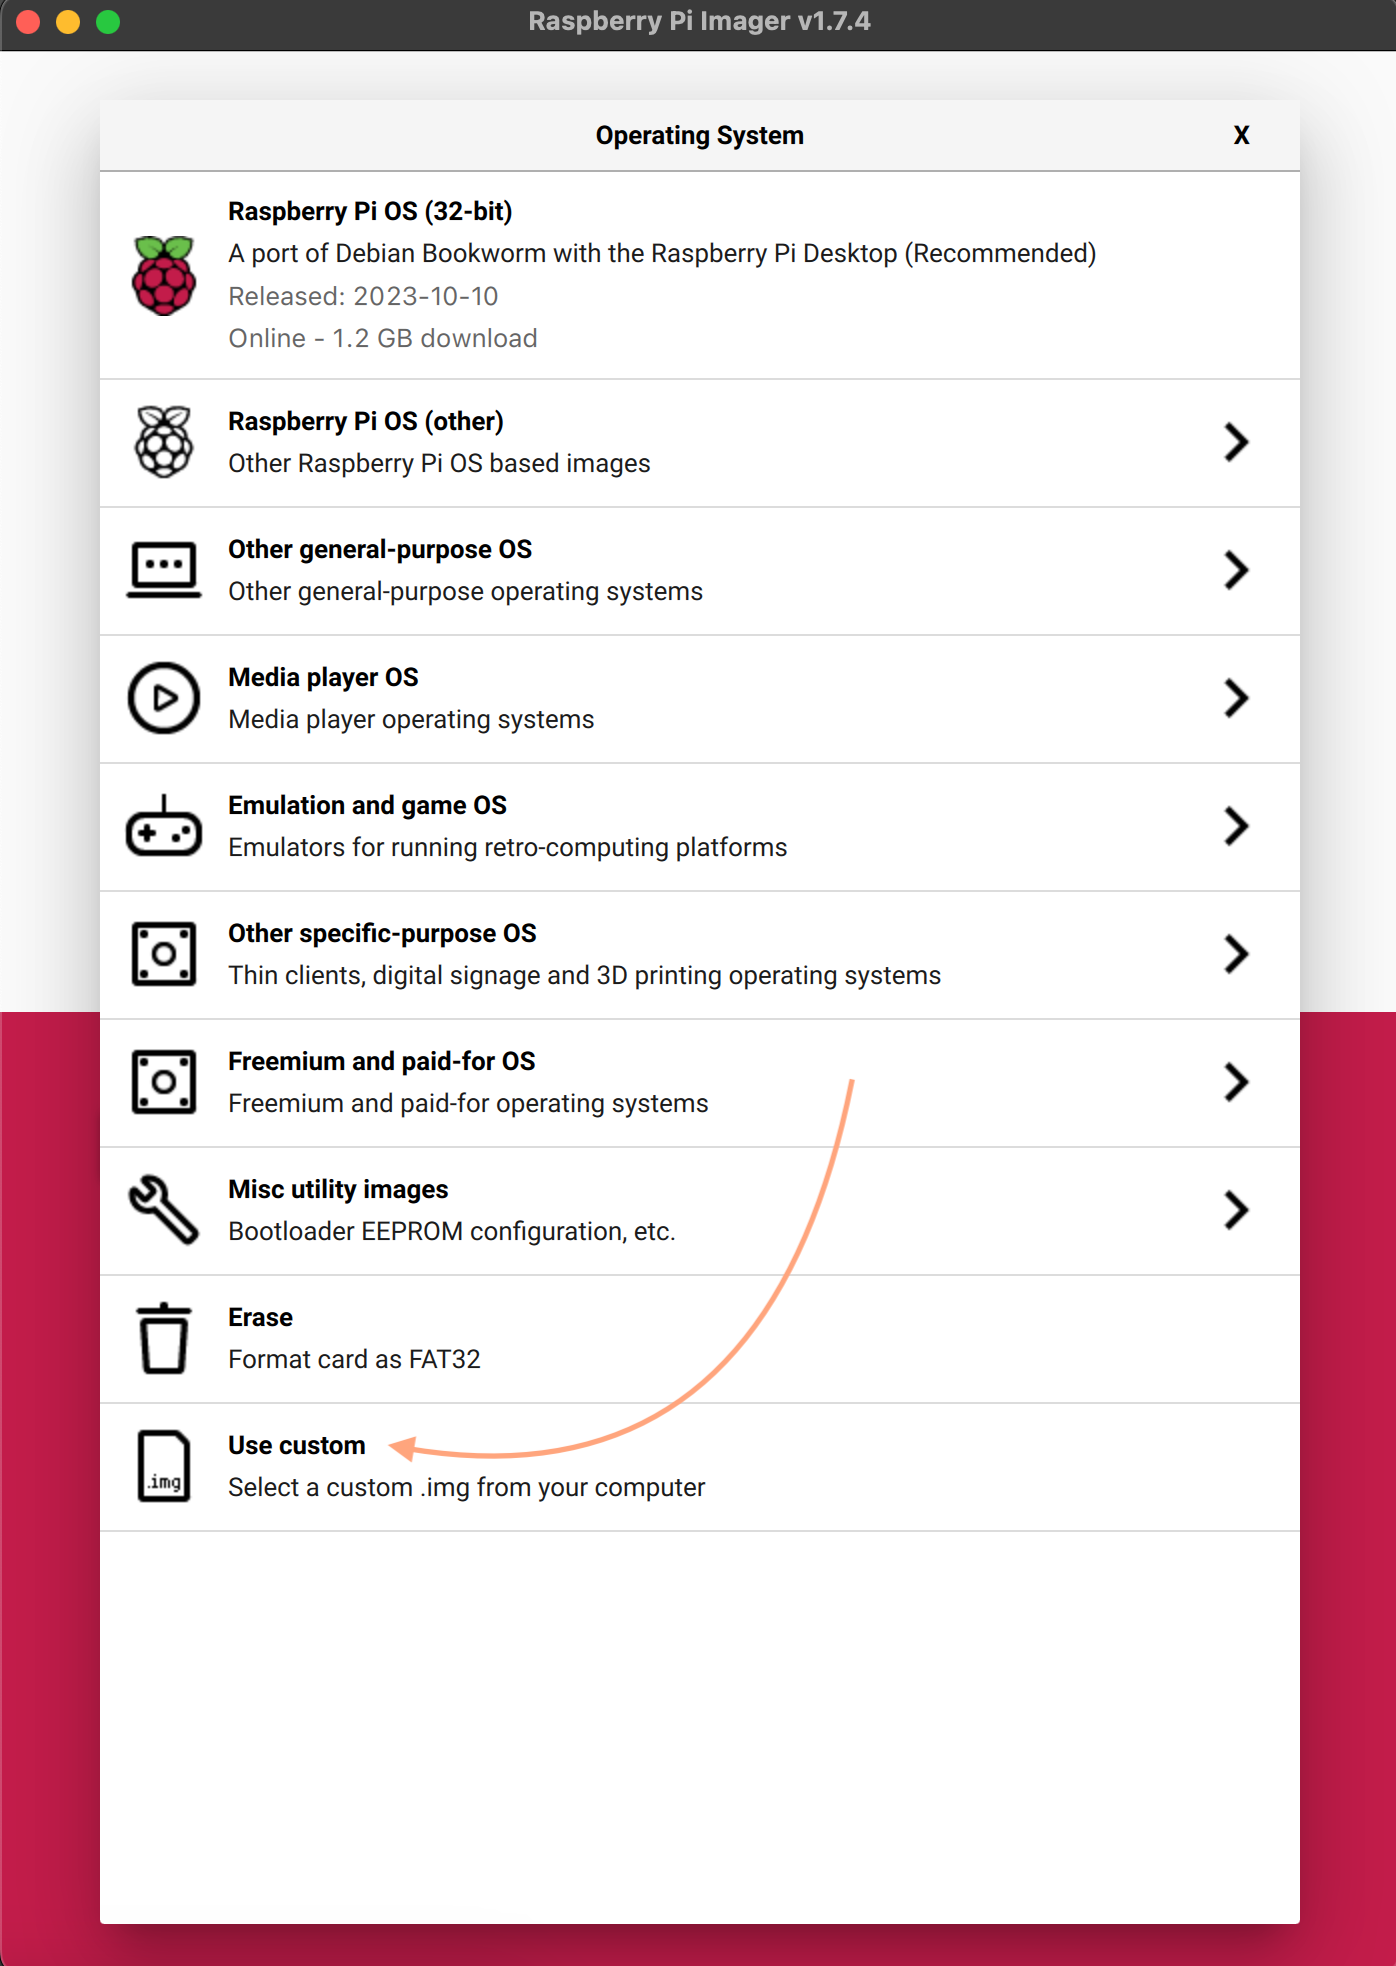 Raspberry Pi Imager v1.7.4
Operating System
X
Raspberry Pi OS (32-bit)
A port of Debian Bookworm with the Raspberry Pi Desktop (Recommended)
Released: 2023-10-10
Online - 1.2 GB download
Raspberry Pi OS (other)
Other Raspberry Pi OS based images
Other general-purpose OS
Other general-purpose operating systems
Media player OS
Media player operating systems
Emulation and game OS
Emulators for running retro-computing platforms
Other specific-purpose OS
Thin clients, digital signage and 3D printing operating systems
Freemium and paid-for OS
Freemium and paid-for operating systems
Misc utility images
Bootloader EEPROM configuration, etc.
Erase
Format card as FAT32
Use custom
.img
Select a custom .img from your computer